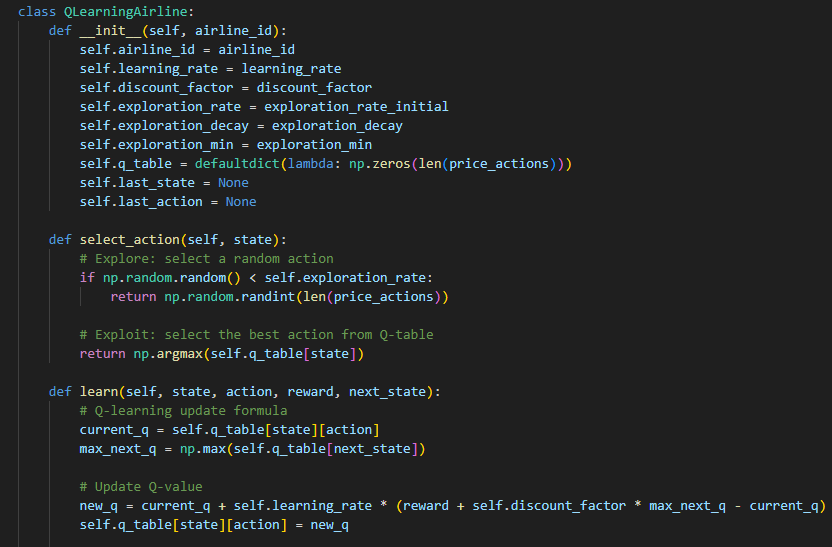 class QLearningAirline:
    def __init__(self, airline_id):
        self.airline_id = airline_id
        self.learning_rate = learning_rate
        self.discount_factor = discount_factor
        self.exploration_rate = exploration_rate_initial
        self.exploration_decay = exploration_decay
        self.exploration_min = exploration_min
        self.q_table = defaultdict(lambda: np.zeros(len(price_actions)))
        self.last_state = None
        self.last_action = None

    def select_action(self, state):
        # Explore: select a random action
        if np.random.random() < self.exploration_rate:
            return np.random.randint(len(price_actions))

        # Exploit: select the best action from Q-table
        return np.argmax(self.q_table[state])

    def learn(self, state, action, reward, next_state):
        # Q-learning update formula
        current_q = self.q_table[state][action]
        max_next_q = np.max(self.q_table[next_state])

        # Update Q-value
        new_q = current_q + self.learning_rate * (reward + self.discount_factor * max_next_q - current_q)
        self.q_table[state][action] = new_q